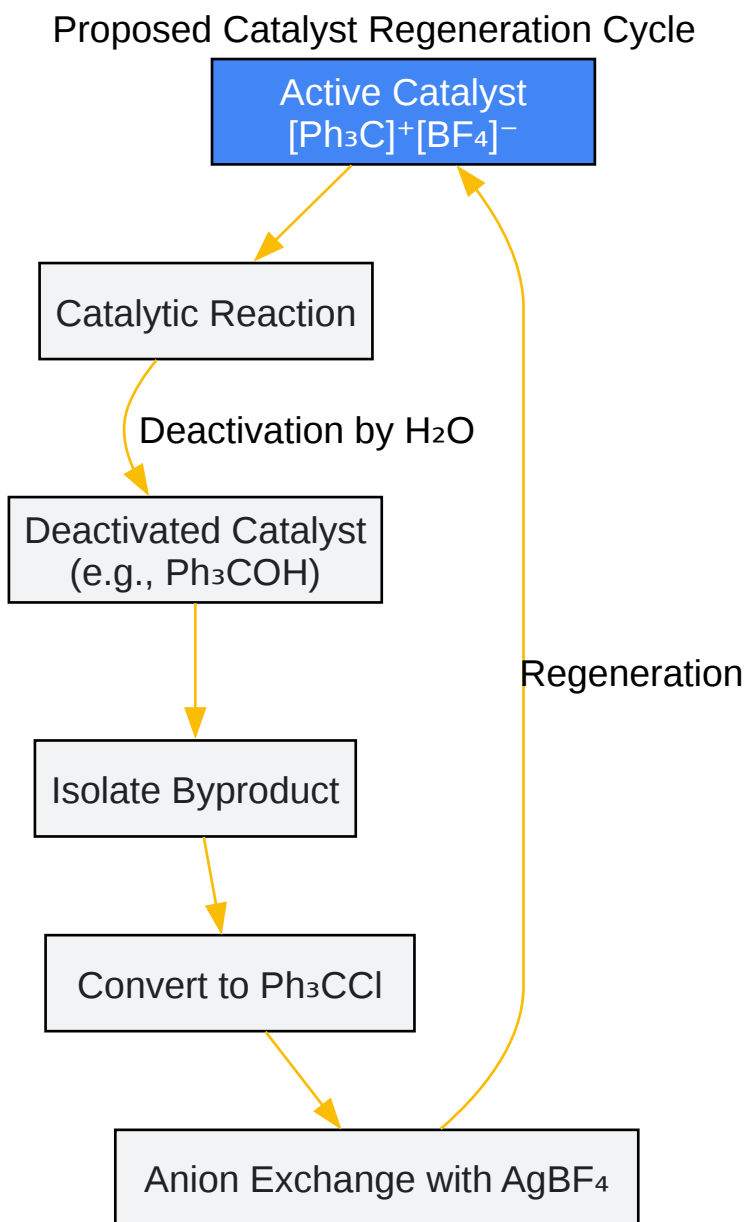 Proposed Catalyst Regeneration Cycle
Active Catalyst
[Ph₃C]⁺[BF₄]⁻
Catalytic Reaction
Deactivation by H₂O
Deactivated Catalyst
(e.g., Ph₃COH)
Regeneration
Isolate Byproduct
Convert to Ph₃CCl
Anion Exchange with AgBF₄